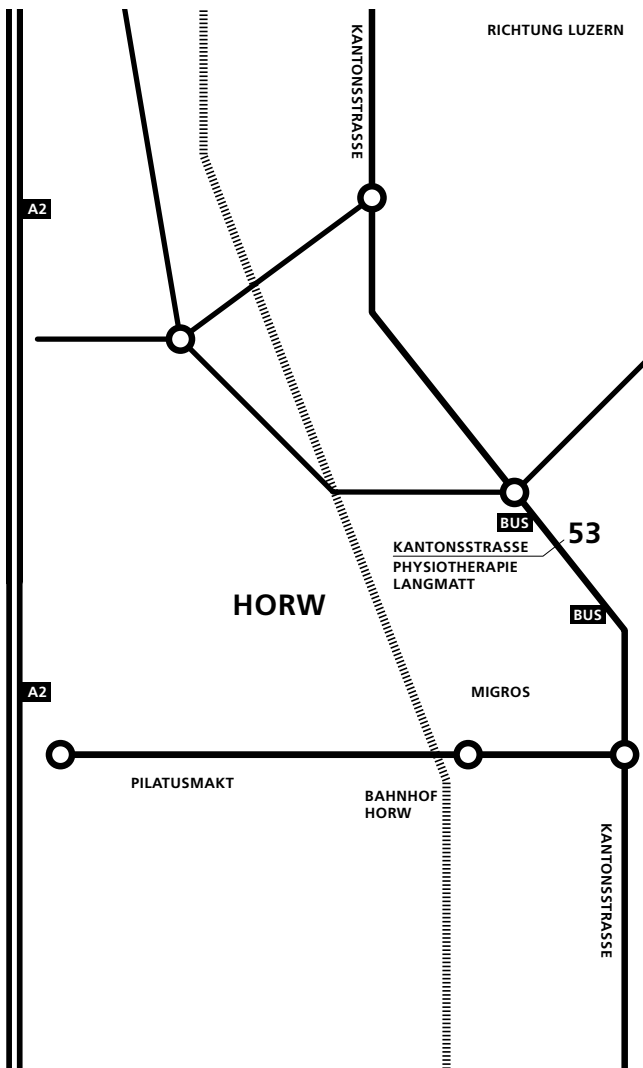 RICHTUNG LUZERN
KANTONSSTRASSE
A2
BUS
53
KANTONSSTRASSE
PHYSIOTHERAPIE
LANGMATT
HORW
BUS
A2
MIGROS
PILATUSMAKT
BAHNHOF
HORW
KANTONSSTRASSE